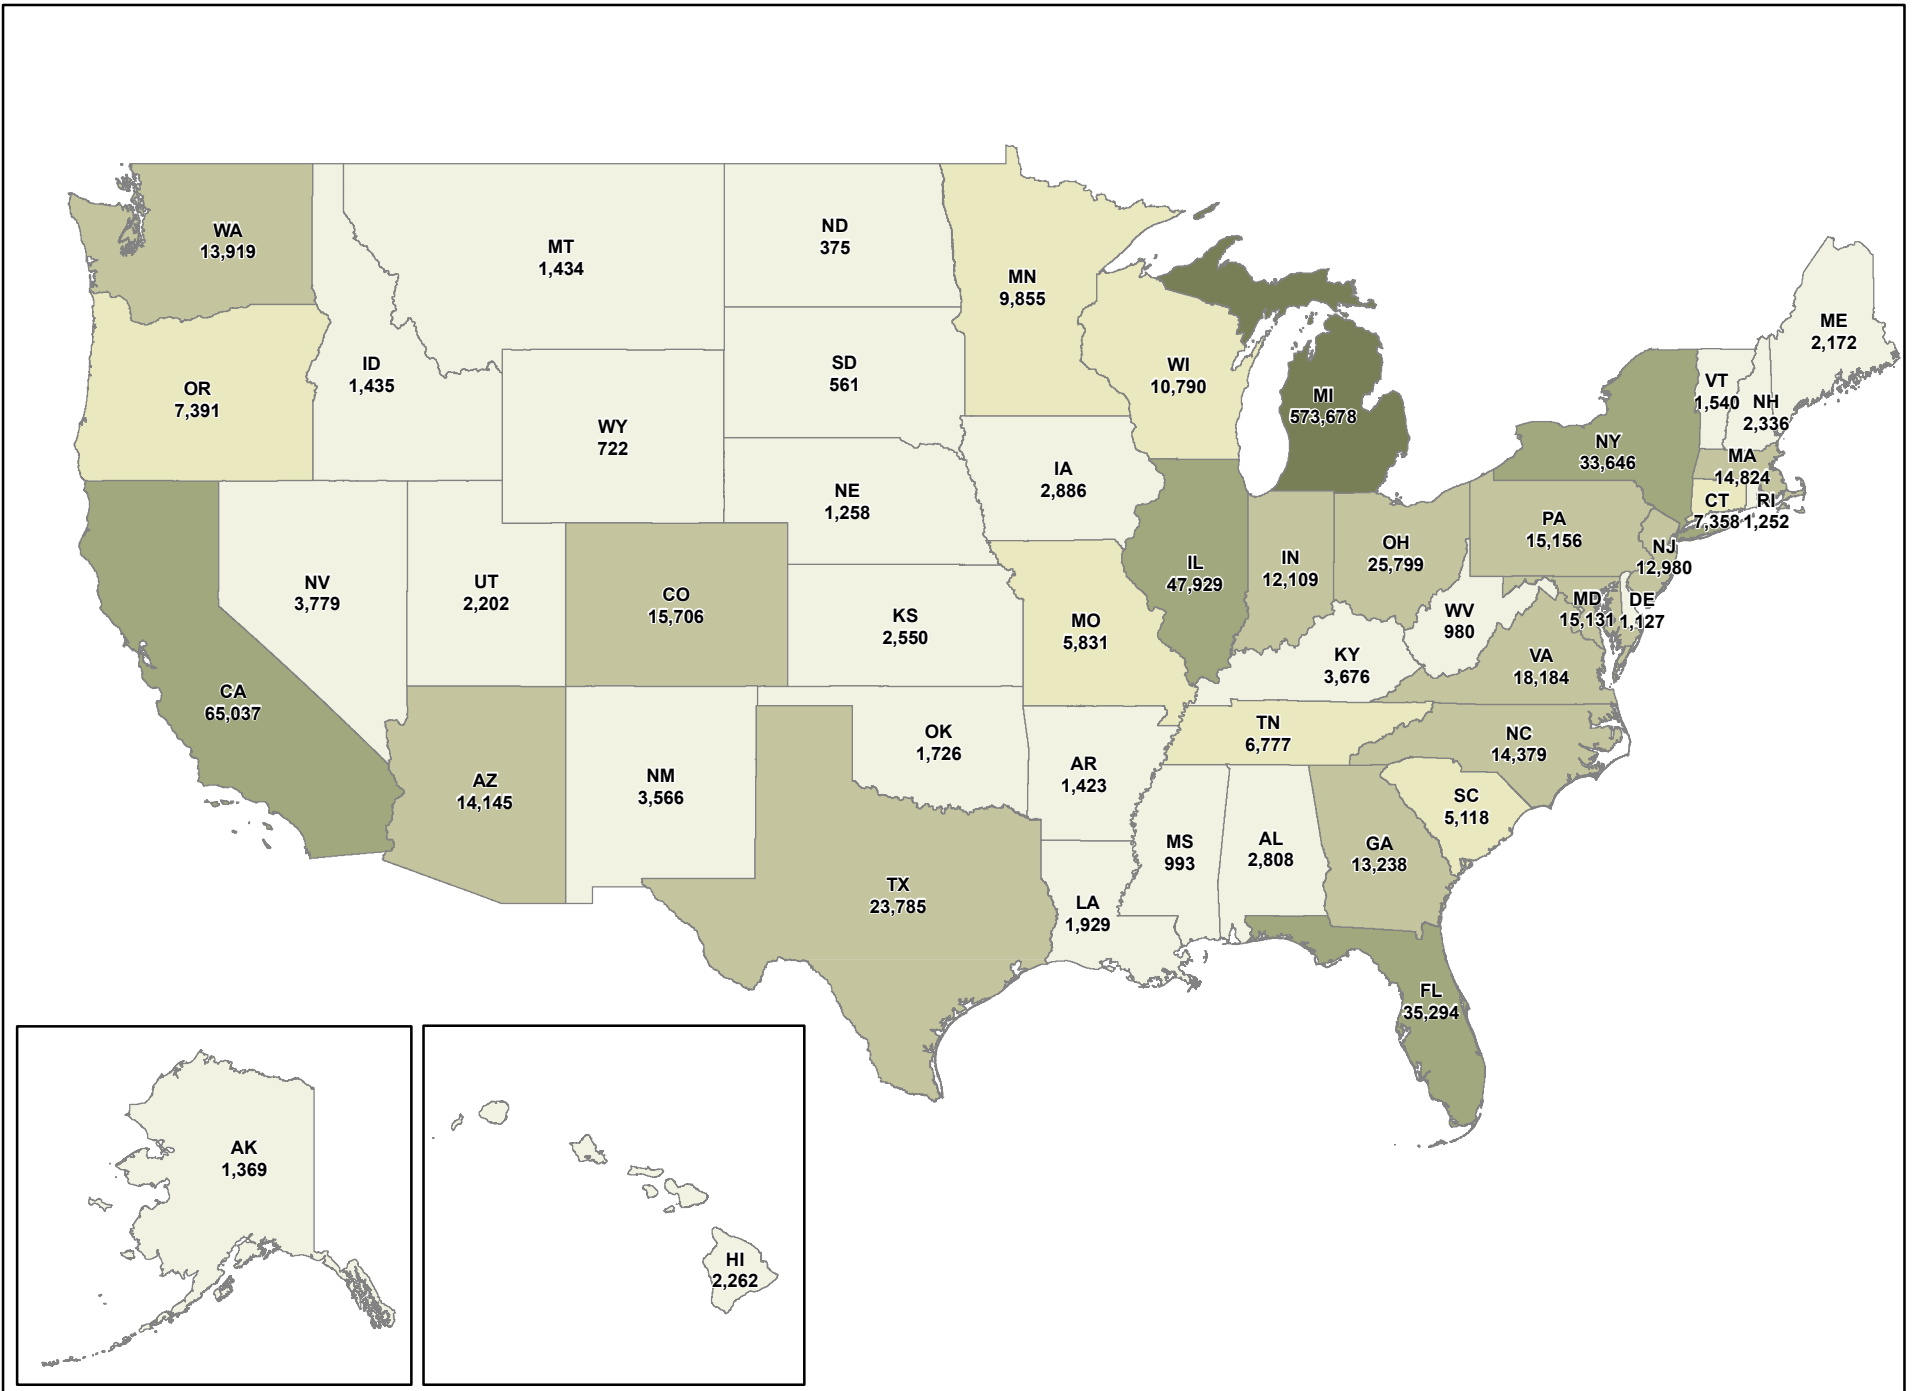 WA
13,919
MT
1,434
ND
375
MN
9,855
ME
2,172
ID
1,435
SD
561
WI
10,790
OR
7,391
MI
573,678
VT
1,540
NH
2,336
WY
722
NY
33,646
MA
14,824
IA
2,886
NE
1,258
CT
7,358
RI
1,252
PA
15,156
OH
25,799
NJ
12,980
IN
12,109
IL
47,929
NV
3,779
UT
2,202
CO
15,706
MD
15,131
DE
1,127
KS
2,550
MO
5,831
WV
980
KY
3,676
VA
18,184
CA
65,037
TN
6,777
NC
14,379
OK
1,726
AR
1,423
AZ
14,145
NM
3,566
SC
5,118
MS
993
AL
2,808
GA
13,238
TX
23,785
LA
1,929
FL
35,294
AK
1,369
HI
2,262